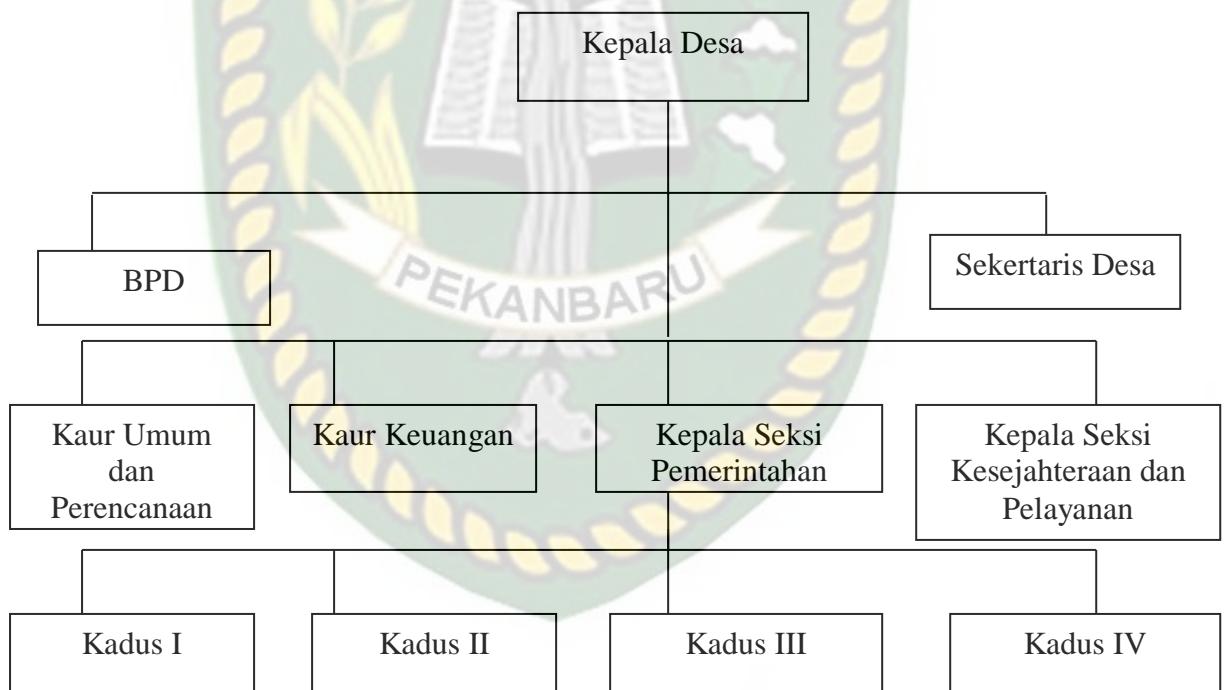 Kepala Desa
BPD
Sekertaris Desa
PEKANBARU
Kaur Umum
dan
Perencanaan
Kaur Keuangan
Kepala Seksi
Pemerintahan
Kepala Seksi
Kesejahteraan dan
Pelayanan
Kadus I
Kadus II
Kadus III
Kadus IV